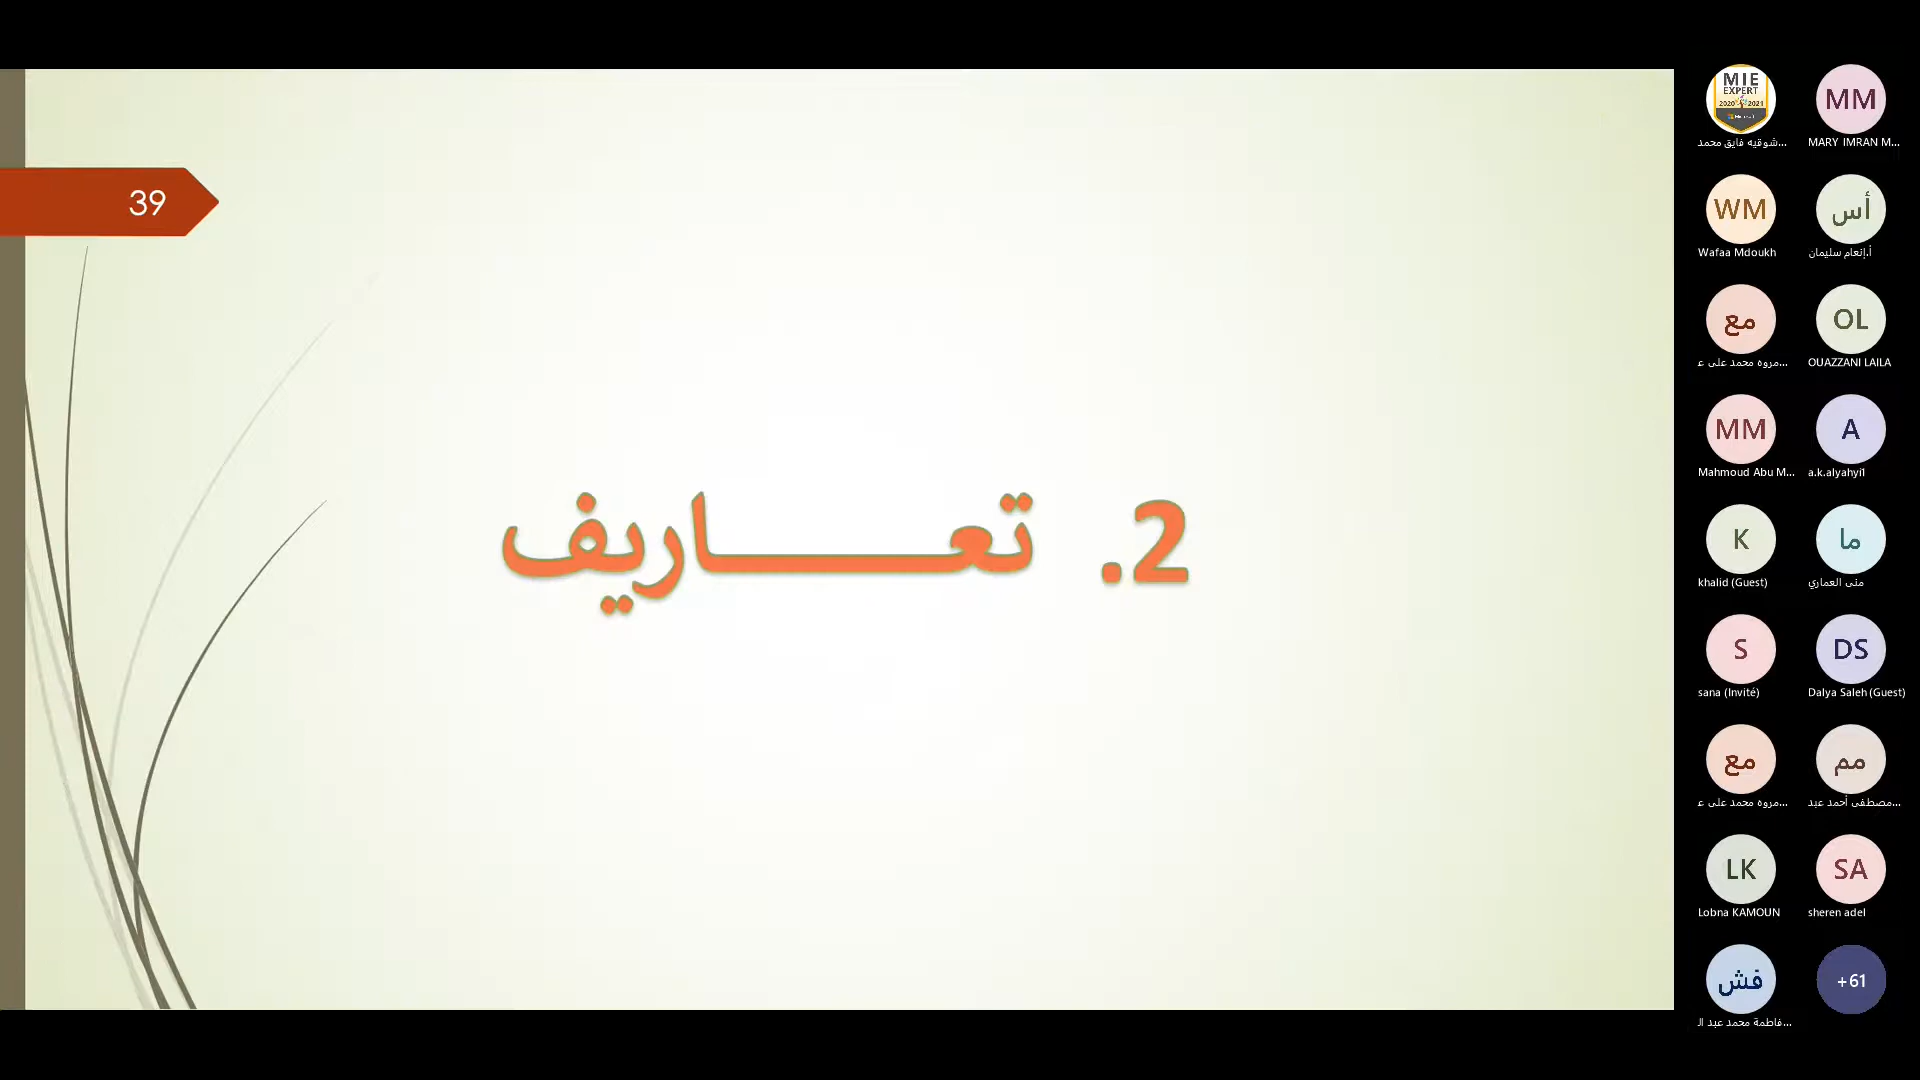 39
2. تعـــــــــاريف
MIE
EXPERT
2020 2021
شوقيه فايق محمد...
MM
MARY IMRAN M...
WM
Wafaa Mdoukh
أس
أ.إنعام سليمان
مع
مروه محمد على ع...
OL
OUAZZANI LAILA
MM
Mahmoud Abu M...
A
a.k.alyahyi1
K
khalid (Guest)
ما
منى العماري
S
sana (Invité)
DS
Dalya Saleh (Guest)
مع
مروه محمد على ع...
مم
مصطفى أحمد عبد...
LK
Lobna KAMOUN
SA
sheren adel
فش
فاطمة محمد عبد ال...
+61